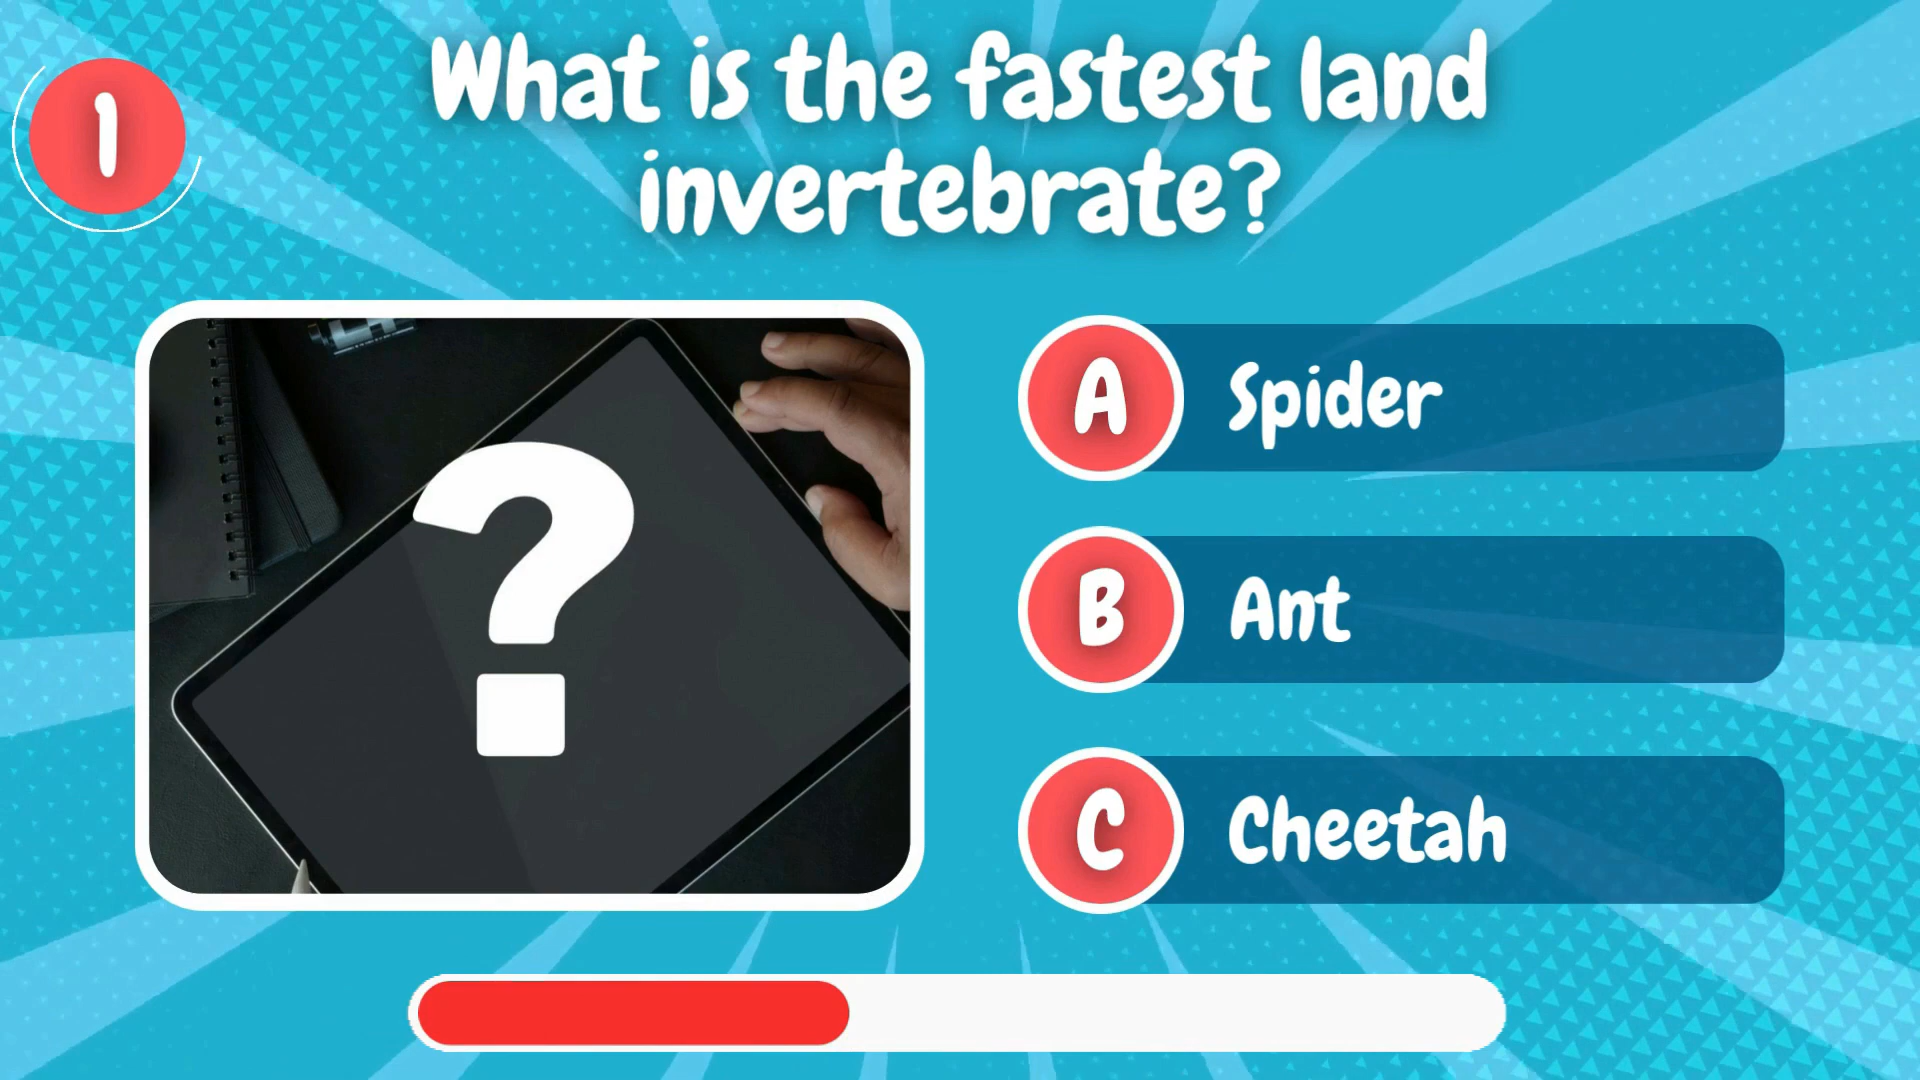 1
What is the fastest land
invertebrate?
?
A Spider
B Ant
C Cheetah